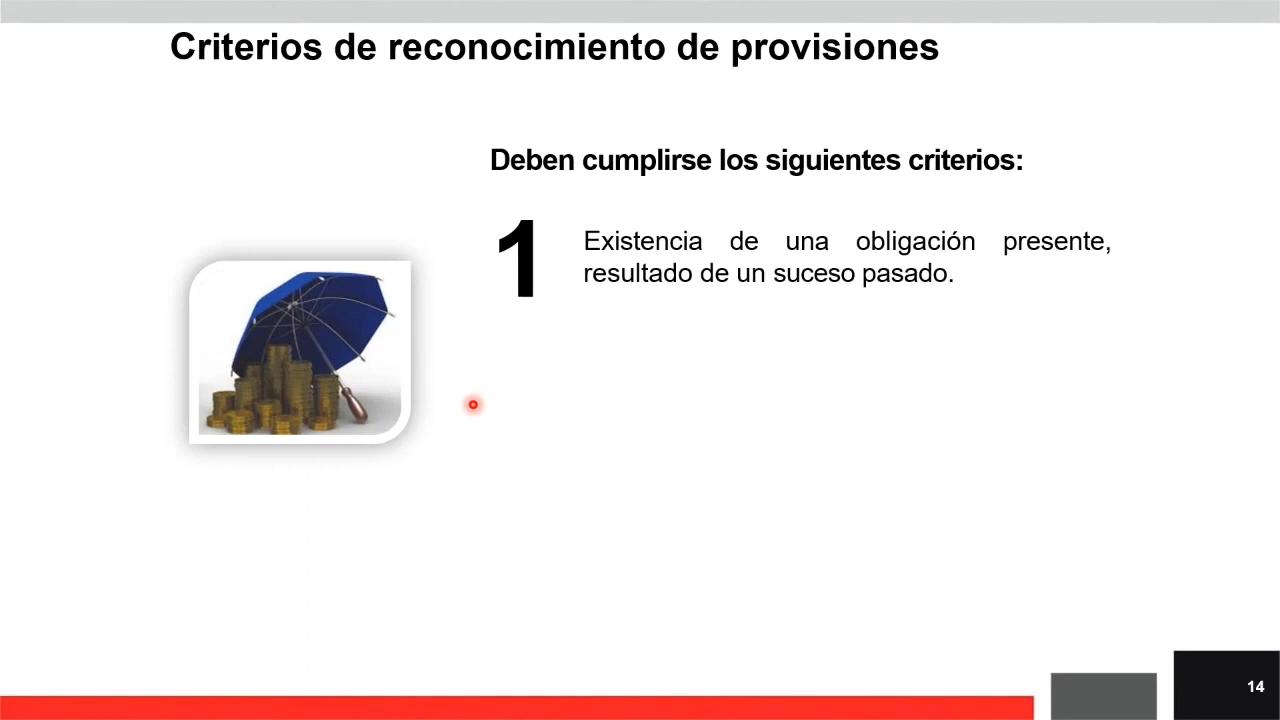 Criterios de reconocimiento de provisiones
Deben cumplirse los siguientes criterios:
1
Existencia de una obligación presente,
resultado de un suceso pasado.
14